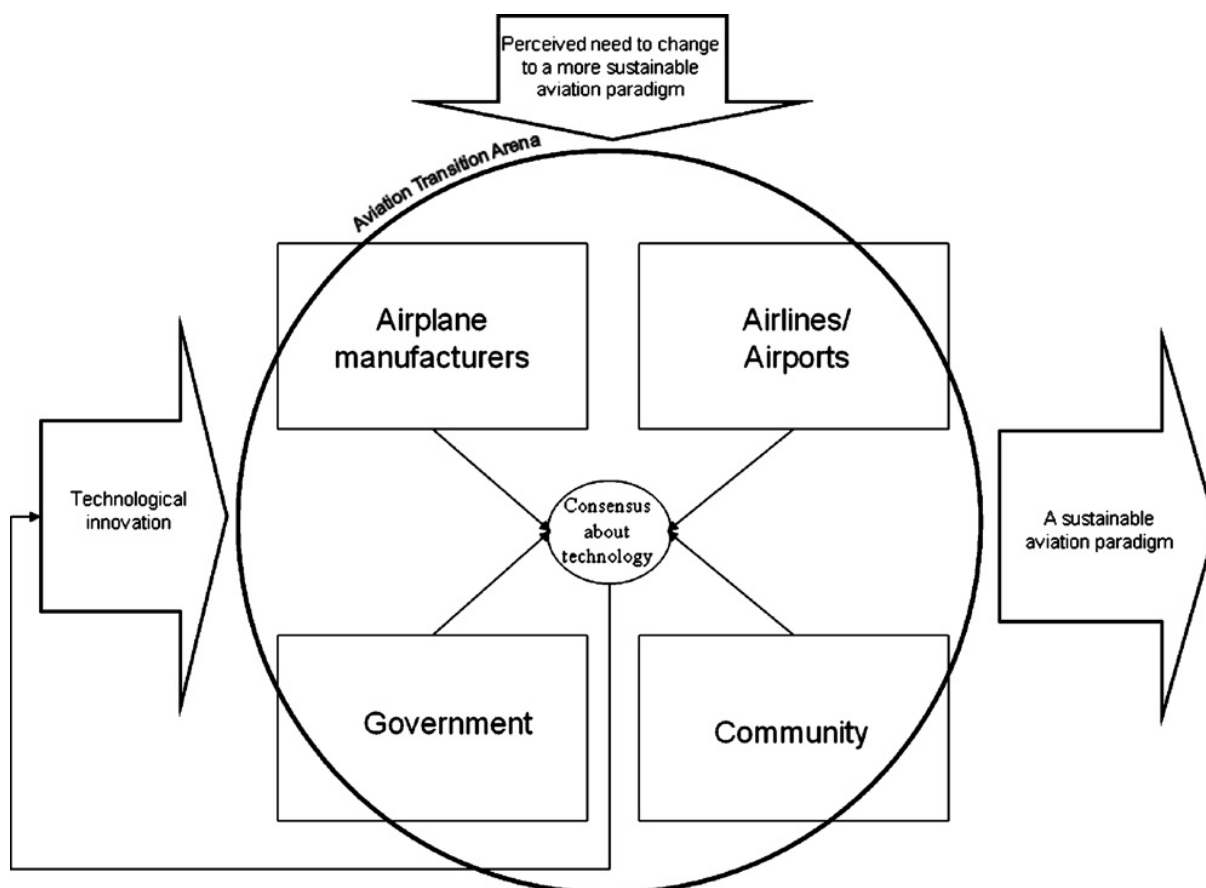 Perceived need to change
to a more sustainable
aviation paradigm
Aviation Transition Arena
Airplane
manufacturers
Airlines/
Airports
Technological
innovation
Consensus
about
technology
A sustainable
aviation paradigm
Government
Community